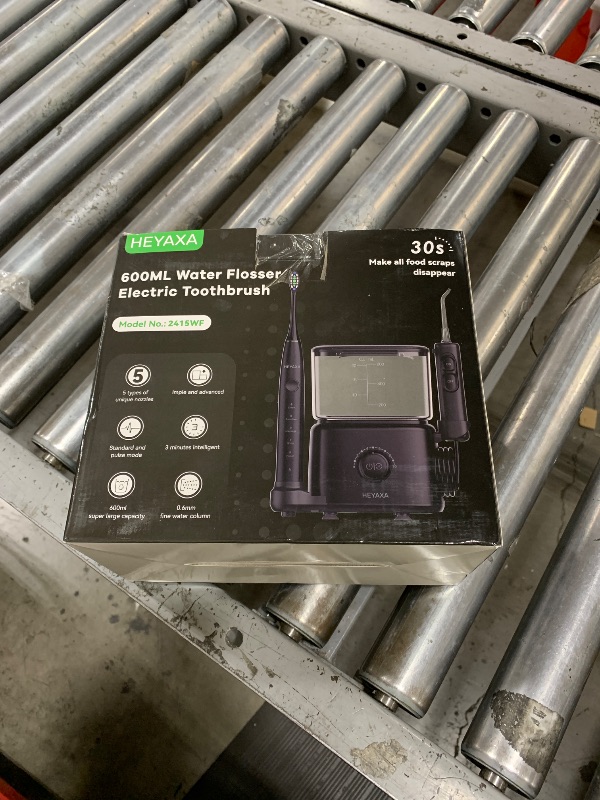 HEYAXA
600ML Water Flosser
Electric Toothbrush
Model No.: 2415WF
30s
Make all food scraps
disappear
5
5 types of
unique nozzles
imple and advanced
Standard and
pulse mode
3 minutes intelligent
600ml
super large capacity
0.6mm
fine water column
HEYAXA
HEYAXA